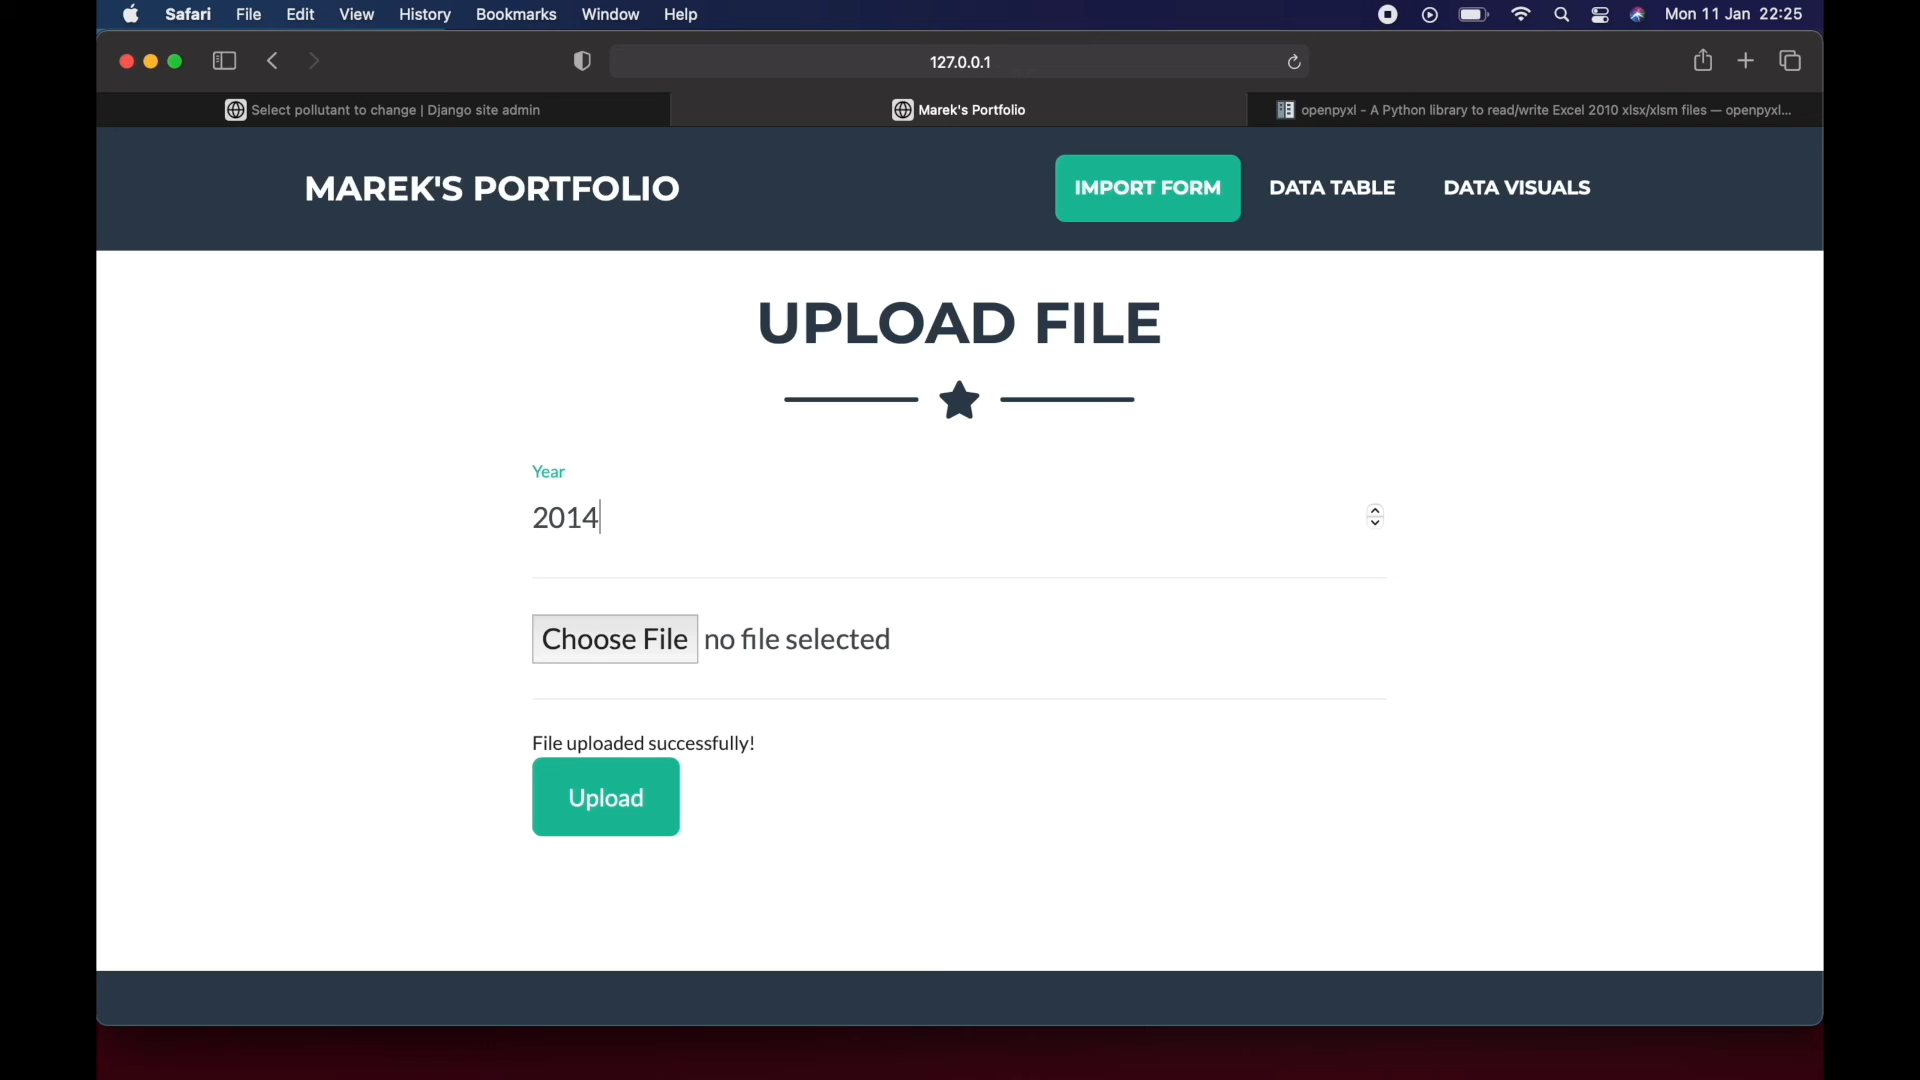 Safari File Edit View History Bookmarks Window Help Mon 11 Jan 22:25
127.0.0.1
Select pollutant to change | Django site admin
Marek's Portfolio
openpyxl - A Python library to read/write Excel 2010 xlsx/xlsm files — openpyxl...
MAREK'S PORTFOLIO
IMPORT FORM DATA TABLE DATA VISUALS
UPLOAD FILE
Year
2014
Choose File no file selected
File uploaded successfully!
Upload